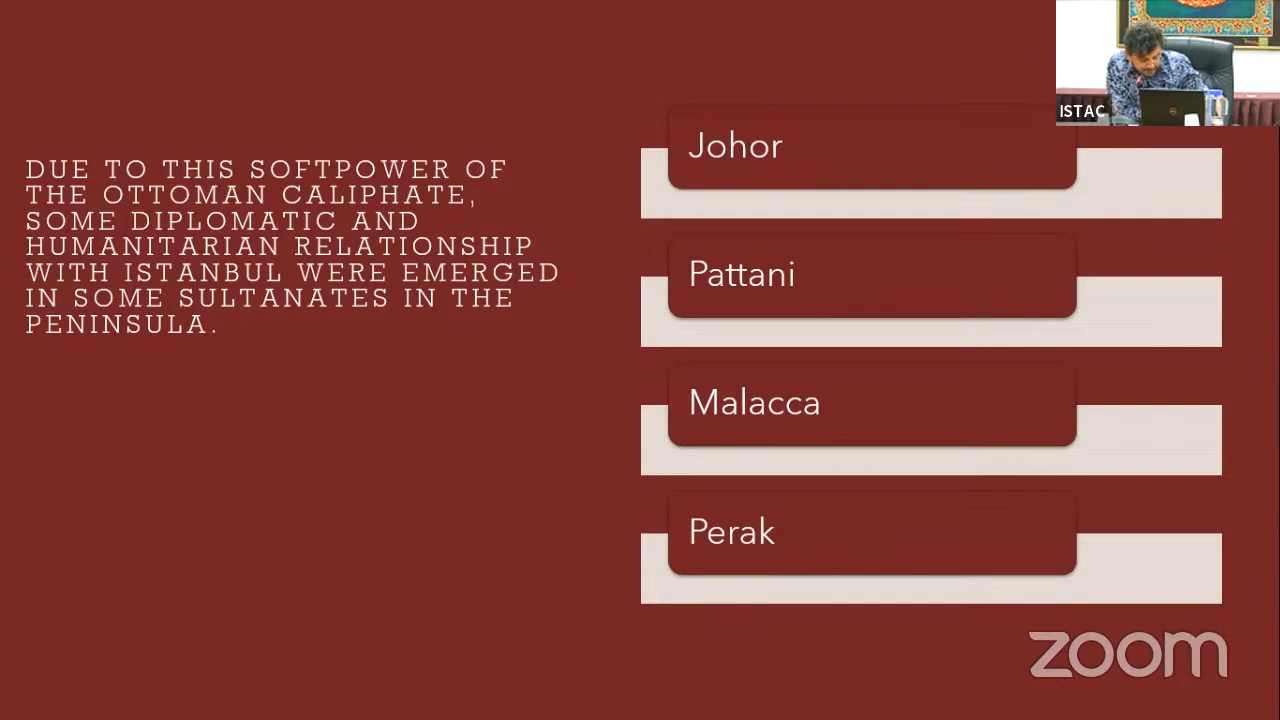 ISTAC
DUE TO THIS SOFTPOWER OF
THE OTTOMAN CALIPHATE,
SOME DIPLOMATIC AND
HUMANITARIAN RELATIONSHIP
WITH ISTANBUL WERE EMERGED
IN SOME SULTANATES IN THE
PENINSULA.
Johor
Pattani
Malacca
Perak
zoom